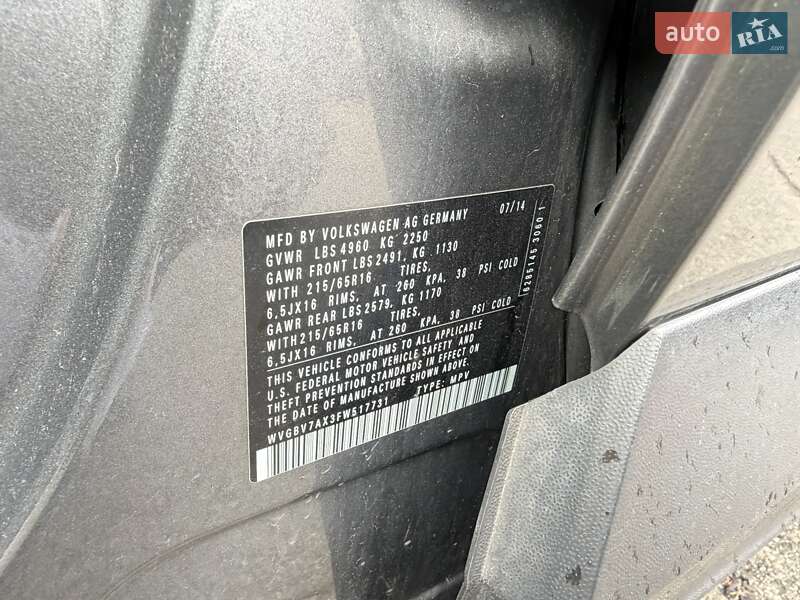 auto RIA .com
MFD BY VOLKSWAGEN AG GERMANY 07/14
GVWR LBS 4960 KG 2250
GAWR FRONT LBS 2491, KG 1130
WITH 215/65R16 TIRES,
6.5JX16 RIMS, AT 260 KPA, 38 PSI COLD
GAWR REAR LBS 2579, KG 1170
WITH 215/65R16 TIRES,
6.5JX16 RIMS, AT 260 KPA, 38 PSI COLD
THIS VEHICLE CONFORMS TO ALL APPLICABLE
U.S. FEDERAL MOTOR VEHICLE SAFETY AND
THEFT PREVENTION STANDARDS IN EFFECT ON
THE DATE OF MANUFACTURE SHOWN ABOVE.
WVGBV7AX3FW517731 TYPE: MPV
6285145 3060 1